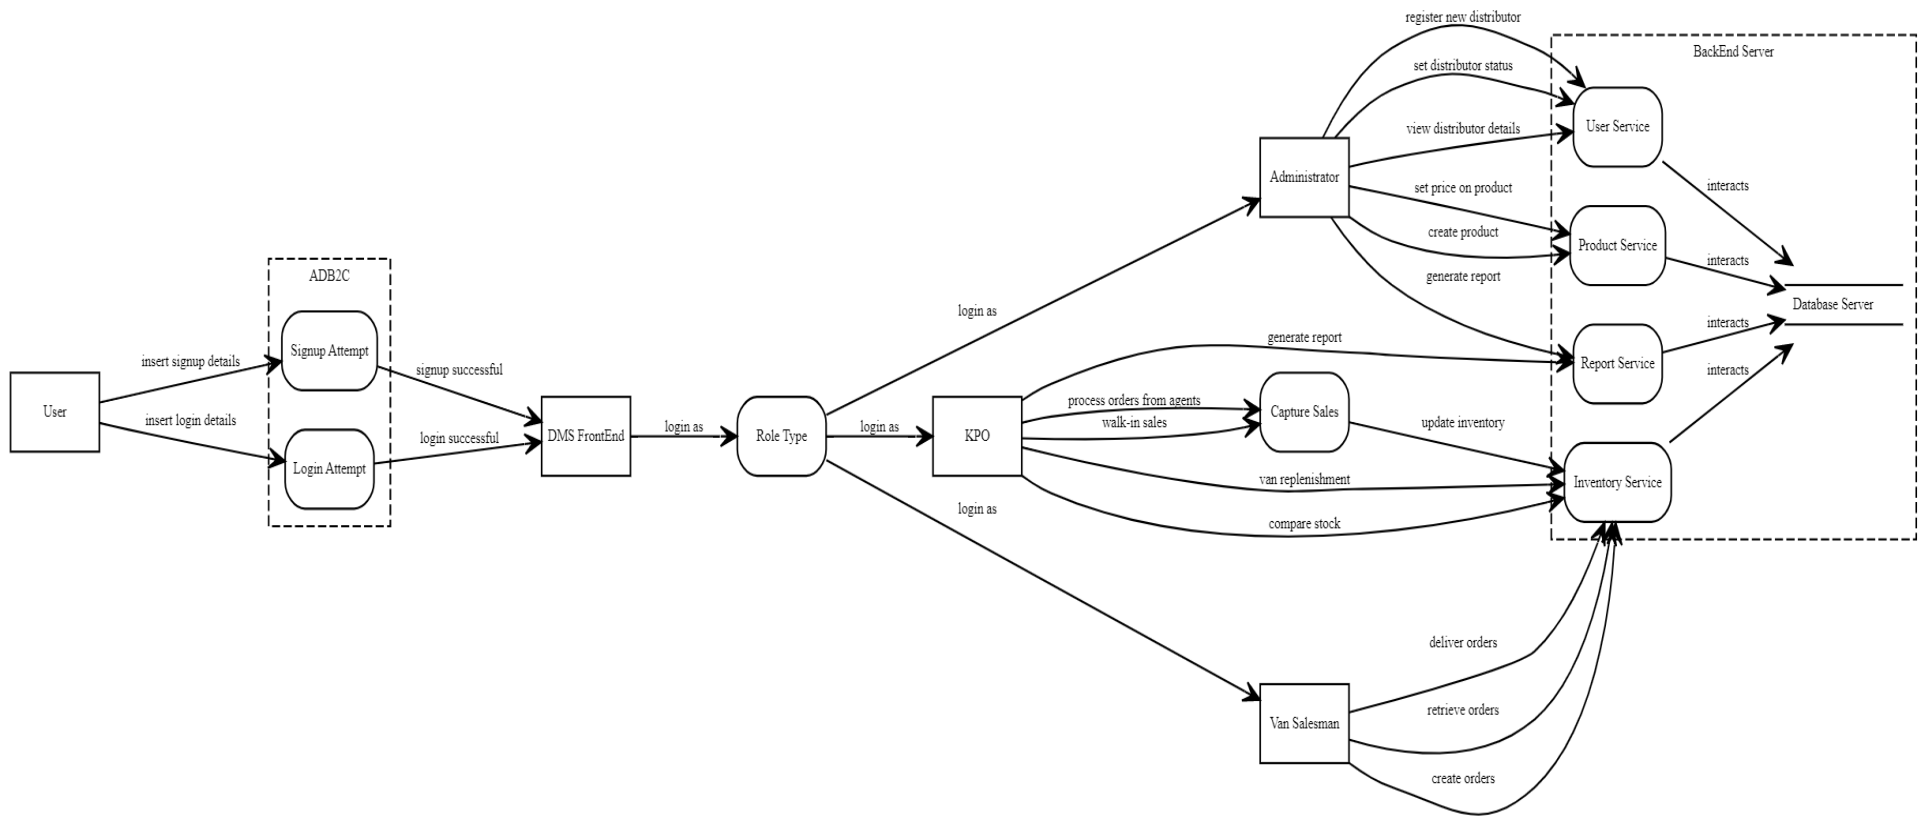 register new distributor
BackEnd Server
set distributor status
view distributor details
User Service
Administrator
set price on product
interacts
create product
Product Service
interacts
generate report
Database Server
ADB2C
login as
interacts
generate report
Signup Attempt
insert signup details
signup successful
Report Service
interacts
User
process orders from agents
Capture Sales
walk-in sales
update inventory
insert login details
login successful
DMS FrontEnd
login as
Role Type
login as
KPO
Login Attempt
van replenishment
Inventory Service
login as
compare stock
deliver orders
retrieve orders
Van Salesman
create orders